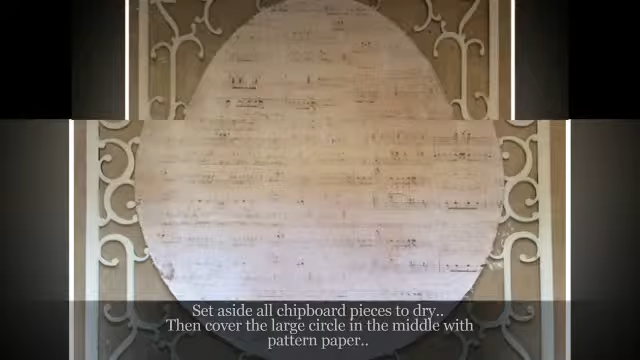 Set aside all chipboard pieces to dry..
Then cover the large circle in the middle with
pattern paper..